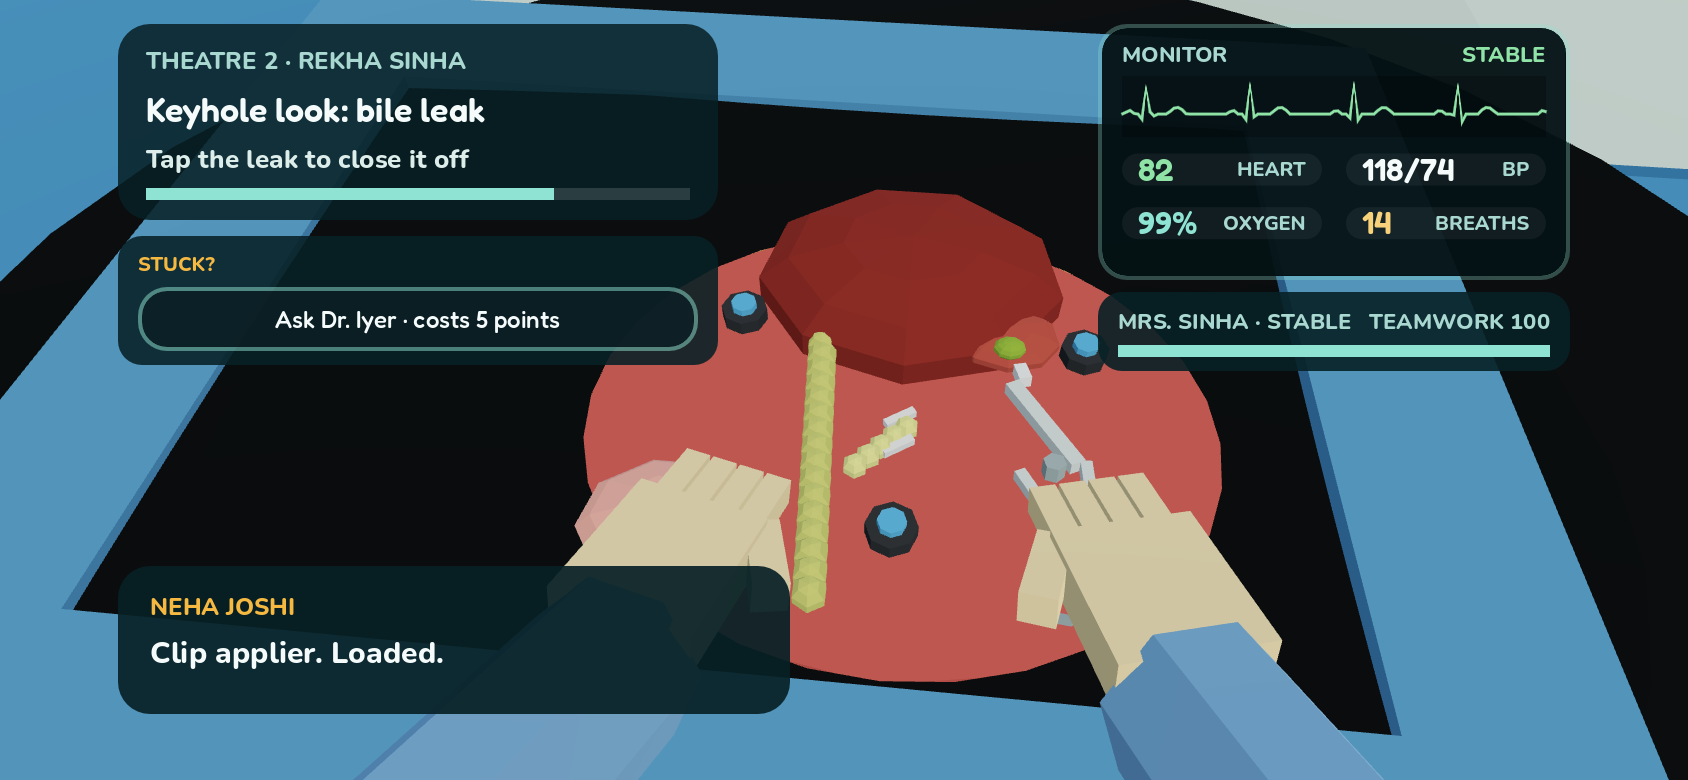 THEATRE 2 · REKHA SINHA
Keyhole look: bile leak
Tap the leak to close it off
STUCK?
Ask Dr. Iyer · costs 5 points
MONITOR STABLE
82 HEART 118/74 BP
99% OXYGEN 14 BREATHS
MRS. SINHA · STABLE TEAMWORK 100
NEHA JOSHI
Clip applier. Loaded.